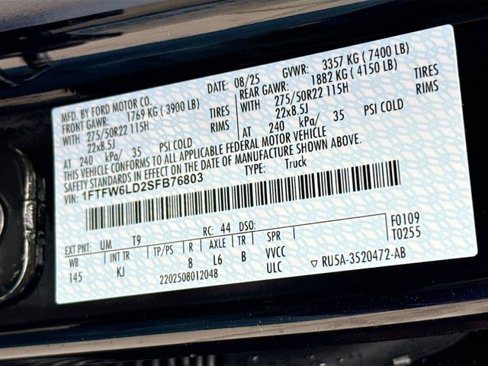 MFD. BY FORD MOTOR CO. DATE: 08/25 GVWR: 3357 KG ( 7400 LB)
FRONT GAWR: 1769 KG ( 3900 LB) REAR GAWR: 1882 KG ( 4150 LB)
WITH 275/50R22 115H TIRES WITH 275/50R22 115H TIRES
22x8.5J RIMS 22x8.5J RIMS
AT 240 kPa/ 35 PSI COLD AT 240 kPa/ 35 PSI COLD
THIS VEHICLE CONFORMS TO ALL APPLICABLE FEDERAL MOTOR VEHICLE
SAFETY STANDARDS IN EFFECT ON THE DATE OF MANUFACTURE SHOWN ABOVE.
VIN: 1FTFW6LD2SFB76803 TYPE: Truck
F0109
T0255
EXT PNT: UM T9 RC: 44 DSO:
WB INT TR TP/PS R AXLE TR SPR
145 KJ 8 L6 B VVCC
2202508012048 ULC ▽ RU5A-3520472-AB